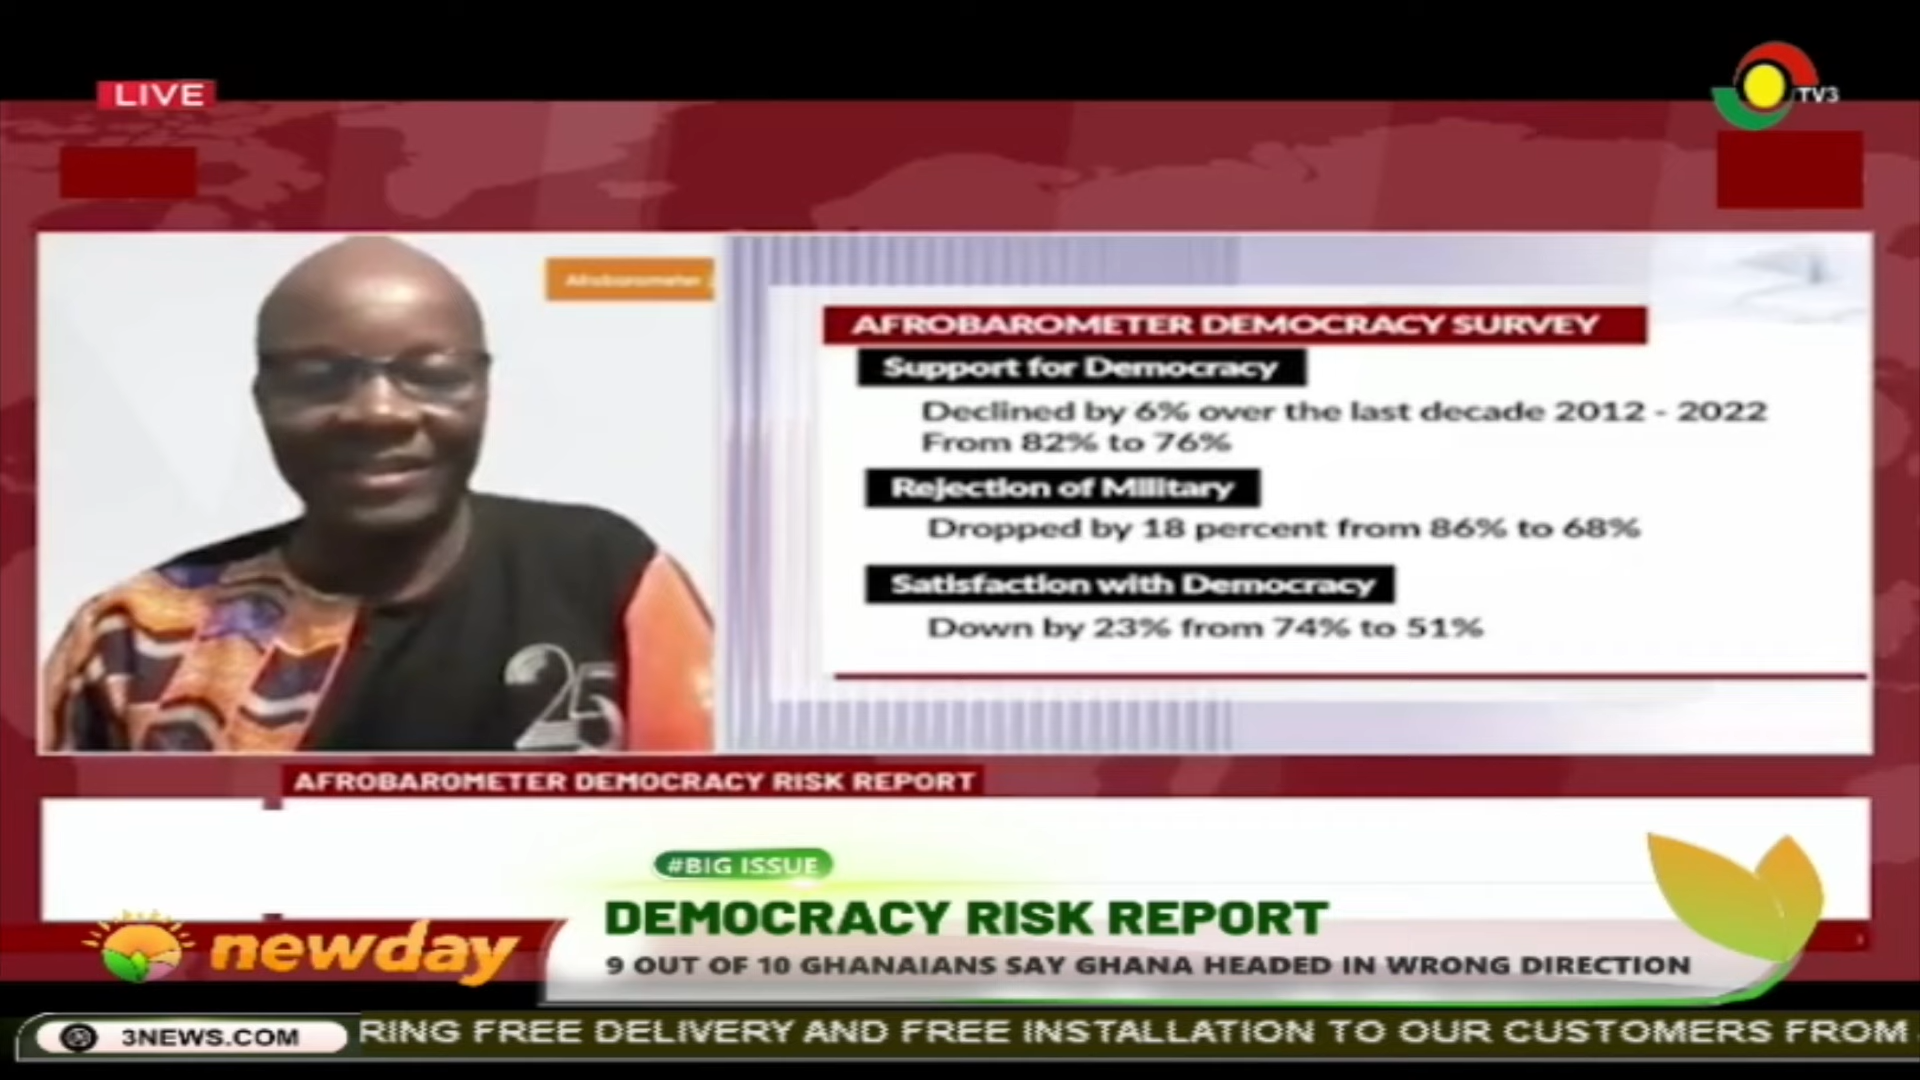 LIVE
TV3
Afrobarometer
AFROBAROMETER DEMOCRACY SURVEY
Support for Democracy
Declined by 6% over the last decade 2012 - 2022
From 82% to 76%
Rejection of Military
Dropped by 18 percent from 86% to 68%
Satisfaction with Democracy
Down by 23% from 74% to 51%
25
AFROBAROMETER DEMOCRACY RISK REPORT
#BIG ISSUE
DEMOCRACY RISK REPORT
newday
9 OUT OF 10 GHANAIANS SAY GHANA HEADED IN WRONG DIRECTION
3NEWS.COM
RING FREE DELIVERY AND FREE INSTALLATION TO OUR CUSTOMERS FROM